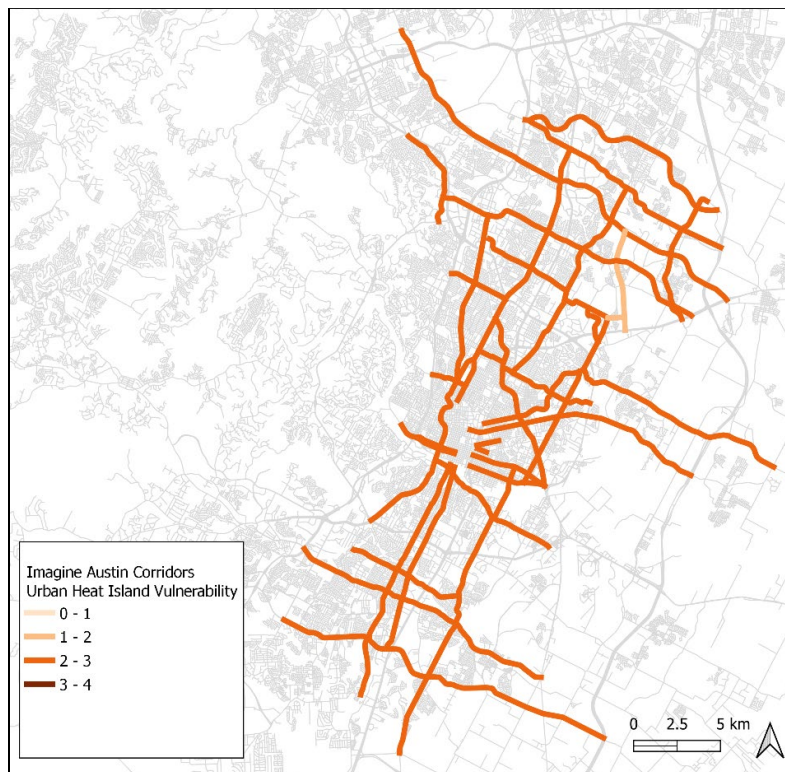 Imagine Austin Corridors
Urban Heat Island Vulnerability
0 - 1
1 - 2
2 - 3
3 - 4
0 2.5 5 km